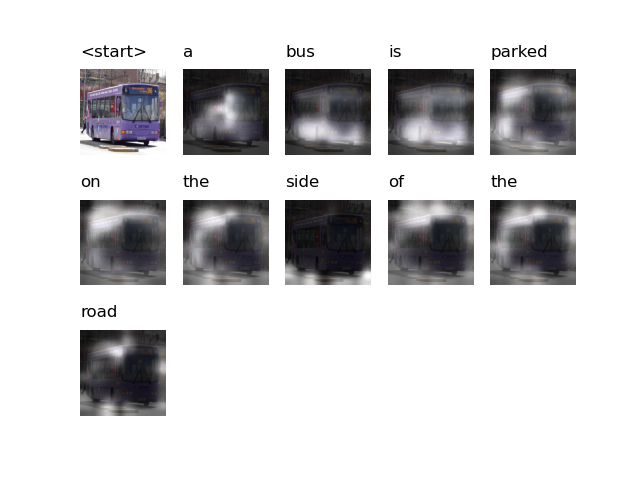 <start> a bus is parked
on the side of the
road